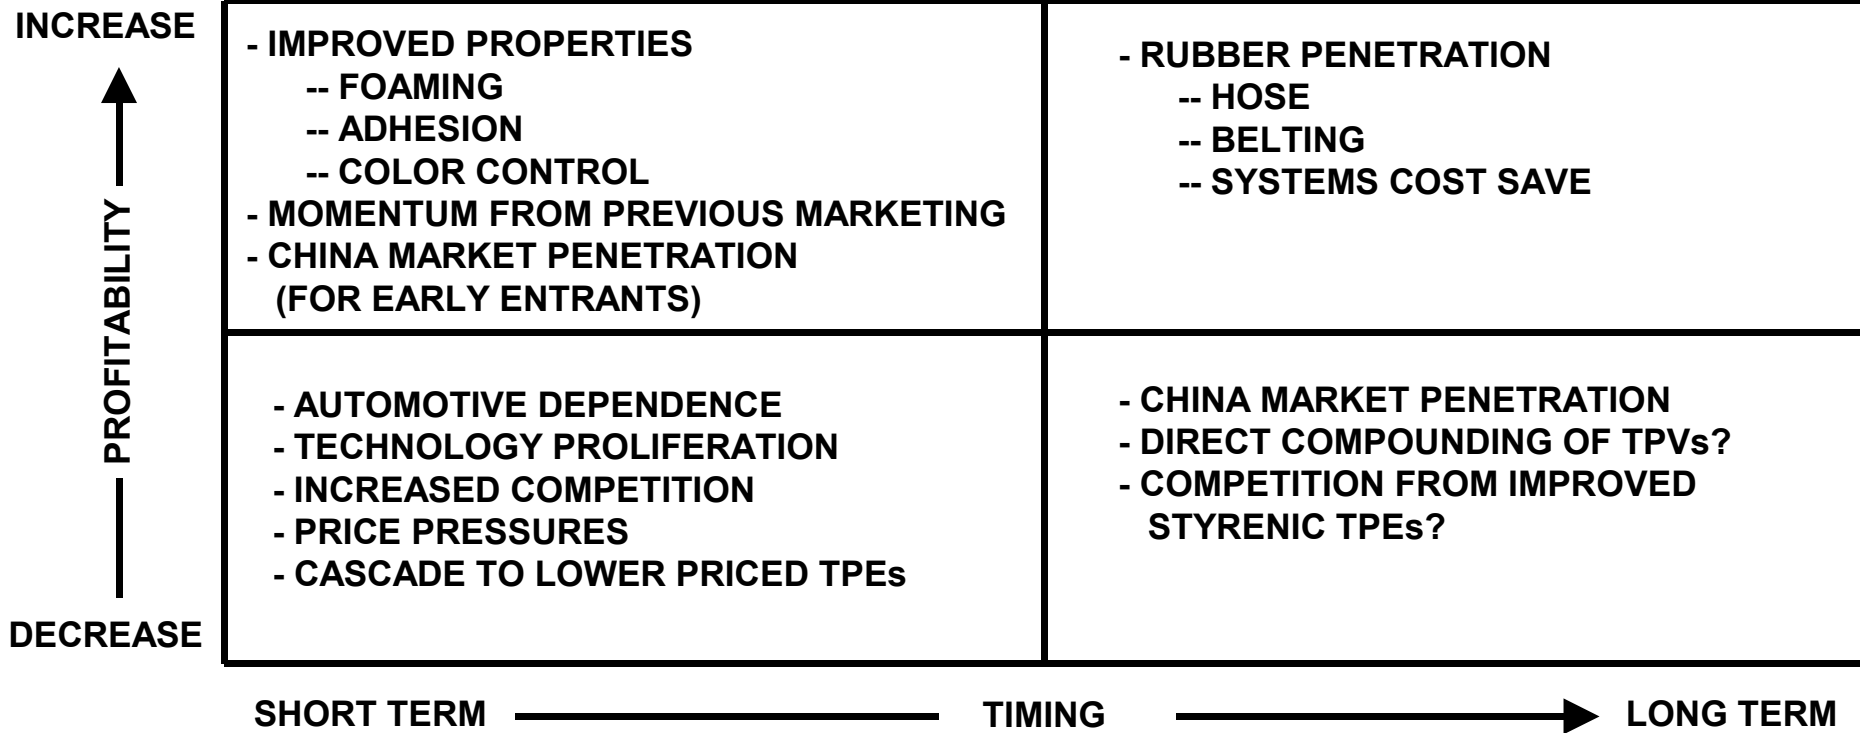 INCREASE
PROFITABILITY
DECREASE
- IMPROVED PROPERTIES
-- FOAMING
-- ADHESION
-- COLOR CONTROL
- MOMENTUM FROM PREVIOUS MARKETING
- CHINA MARKET PENETRATION
(FOR EARLY ENTRANTS)
- RUBBER PENETRATION
-- HOSE
-- BELTING
-- SYSTEMS COST SAVE
- AUTOMOTIVE DEPENDENCE
- TECHNOLOGY PROLIFERATION
- INCREASED COMPETITION
- PRICE PRESSURES
- CASCADE TO LOWER PRICED TPEs
- CHINA MARKET PENETRATION
- DIRECT COMPOUNDING OF TPVs?
- COMPETITION FROM IMPROVED
STYRENIC TPEs?
SHORT TERM
TIMING
LONG TERM